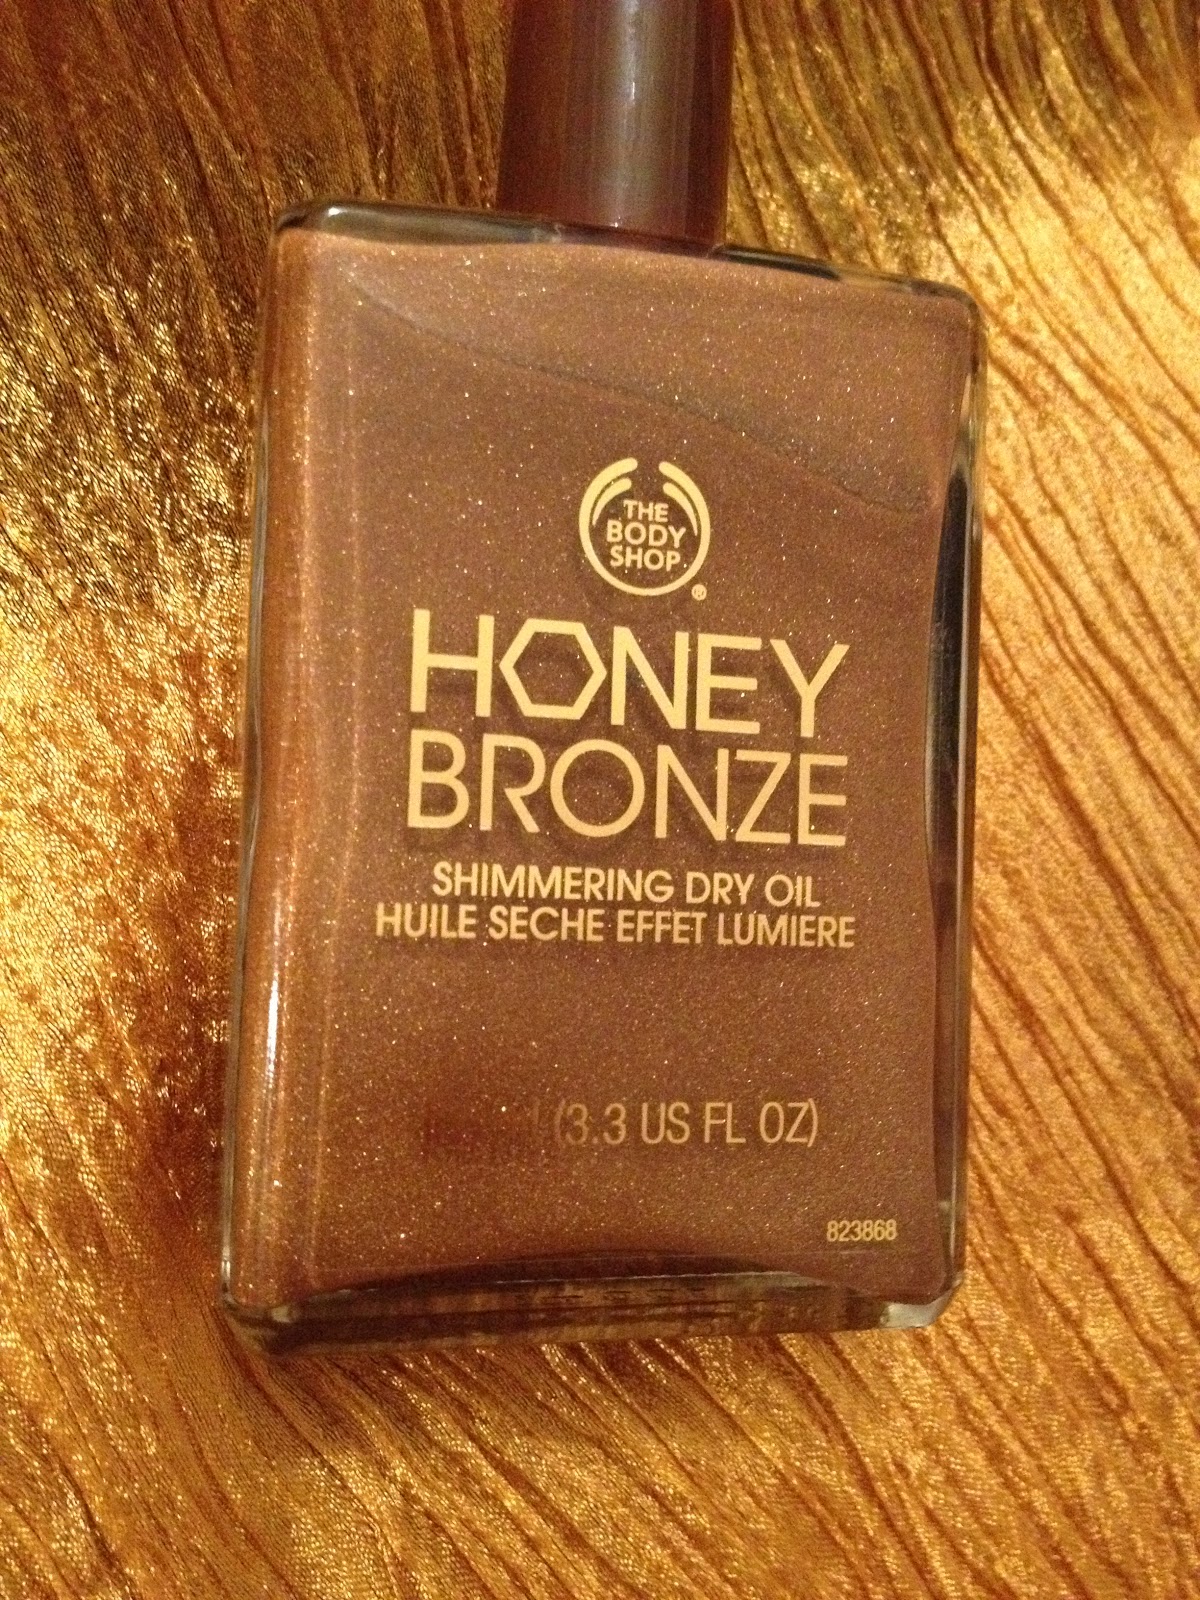 THE
BODY
SHOP
®
HONEY
BRONZE
SHIMMERING DRY OIL
HUILE SECHE EFFET LUMIERE
(3.3 US FL OZ)
823868